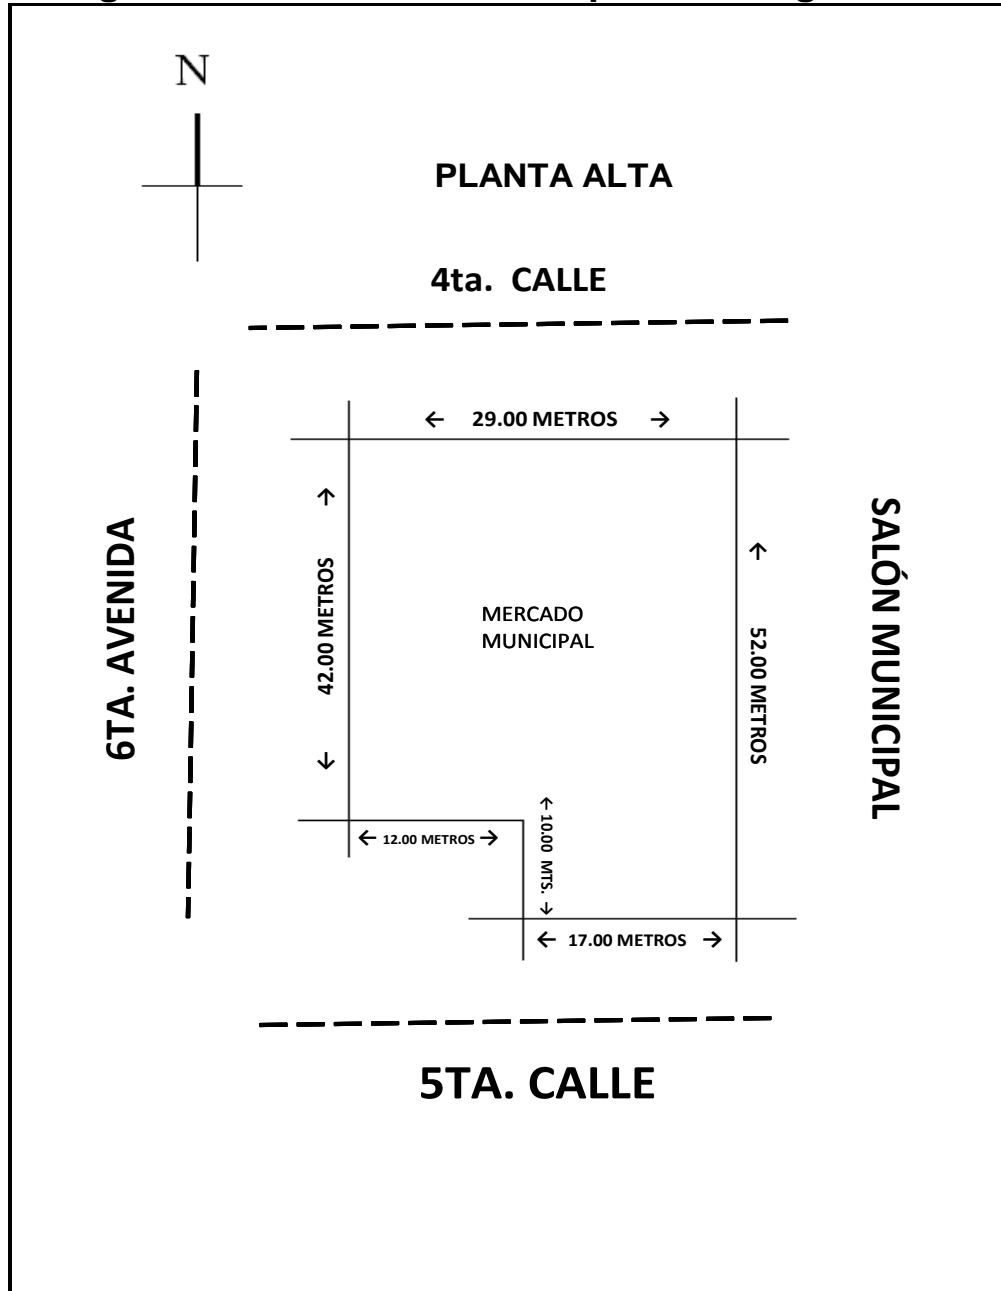 N
PLANTA ALTA
4ta. CALLE
← 29.00 METROS →
6TA. AVENIDA
← 42.00 METROS →
MERCADO
MUNICIPAL
← 52.00 METROS
SALÓN MUNICIPAL
← 12.00 METROS →
← 10.00 MTS. →
← 17.00 METROS →
5TA. CALLE